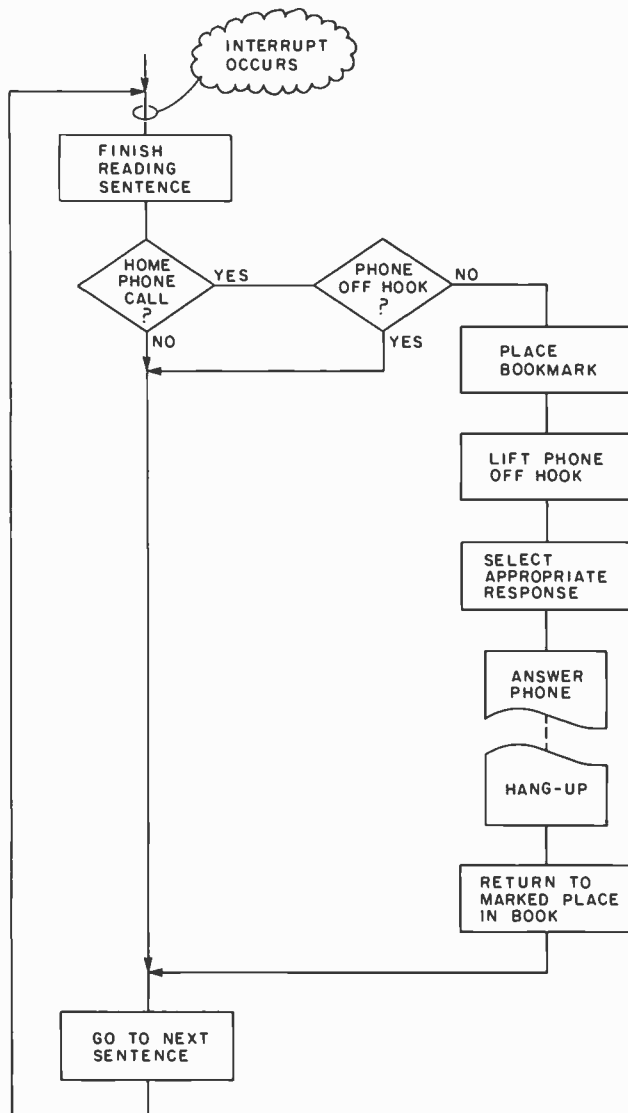 INTERRUPT
OCCURS
FINISH
READING
SENTENCE
HOME
PHONE
CALL
?
YES
NO
PHONE
OFF HOOK
?
NO
YES
PLACE
BOOKMARK
LIFT PHONE
OFF HOOK
SELECT
APPROPRIATE
RESPONSE
ANSWER
PHONE
HANG-UP
RETURN TO
MARKED PLACE
IN BOOK
GO TO NEXT
SENTENCE